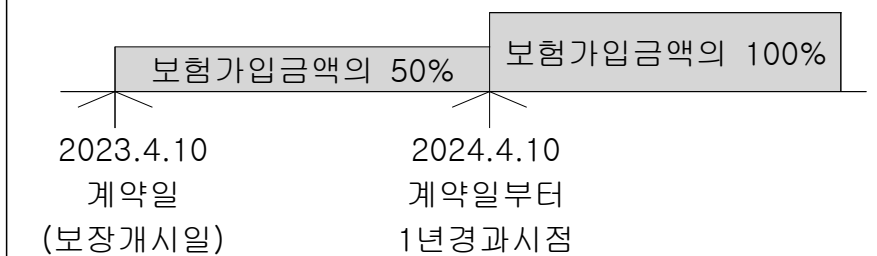 보험가입금액의 50%
보험가입금액의 100%
2023.4.10
계약일
(보장개시일)
2024.4.10
계약일부터
1년경과시점